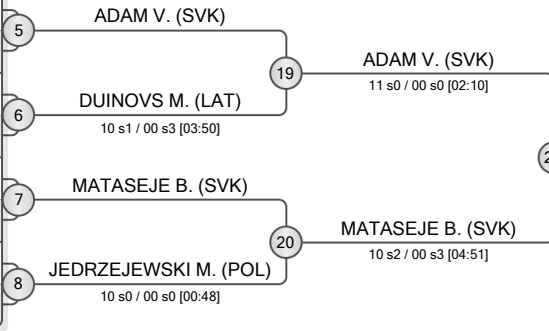 ADAM V. (SVK)
5
19
ADAM V. (SVK)
11 s0 / 00 s0 [02:10]
DUINOVS M. (LAT)
6
10 s1 / 00 s3 [03:50]
MATASEJE B. (SVK)
7
20
MATASEJE B. (SVK)
10 s2 / 00 s3 [04:51]
JEDRZEJEWSKI M. (POL)
8
10 s0 / 00 s0 [00:48]